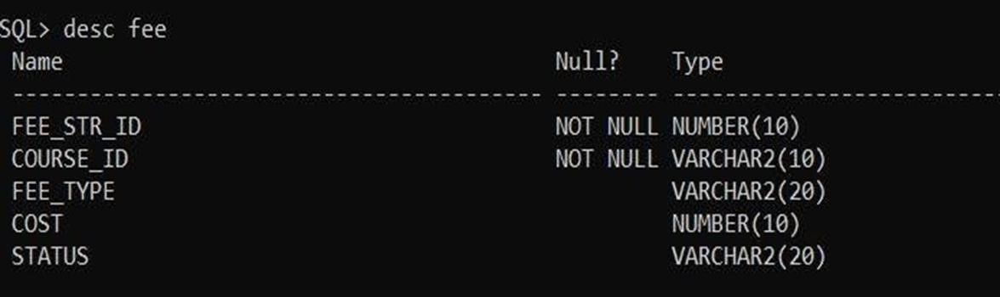 SQL> desc fee
Name Null? Type
----------------------------------------- -------- --------------------------
FEE_STR_ID NOT NULL NUMBER(10)
COURSE_ID NOT NULL VARCHAR2(10)
FEE_TYPE VARCHAR2(20)
COST NUMBER(10)
STATUS VARCHAR2(20)